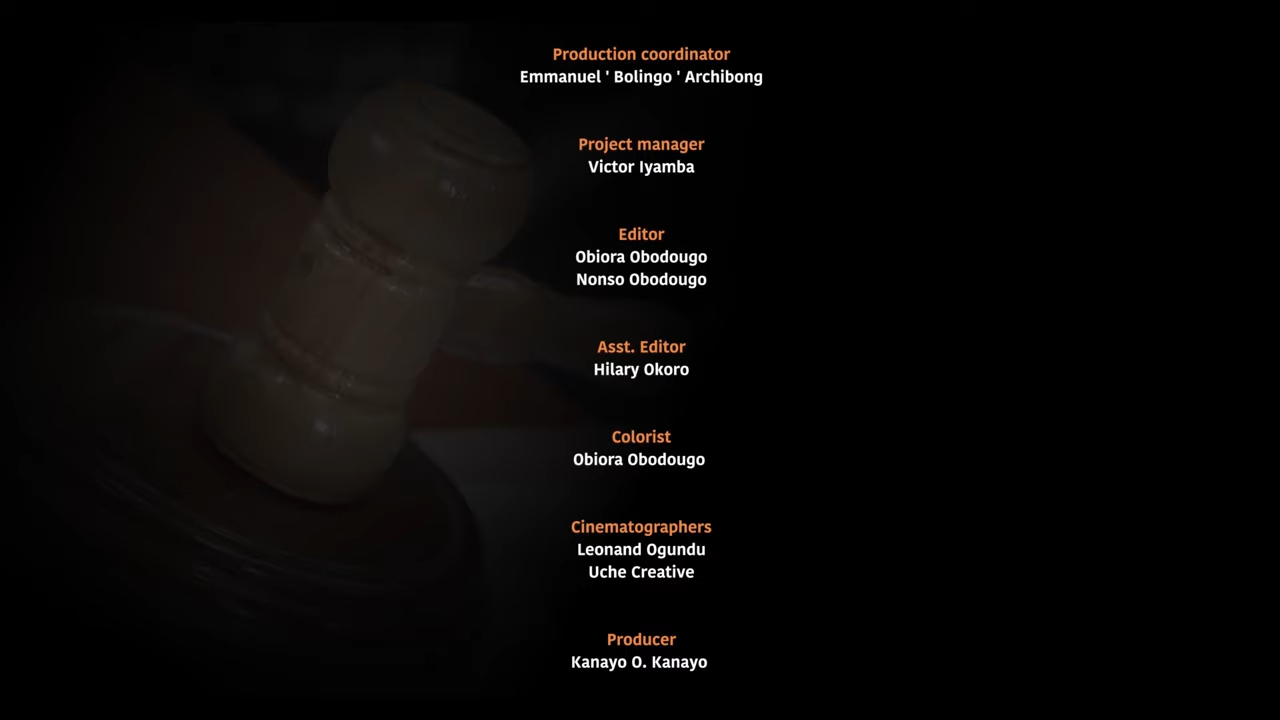 Production coordinator
Emmanuel ' Bolingo ' Archibong
Project manager
Victor Iyamba
Editor
Obiora Obodougo
Nonso Obodougo
Asst. Editor
Hilary Okoro
Colorist
Obiora Obodougo
Cinematographers
Leonand Ogundu
Uche Creative
Producer
Kanayo O. Kanayo